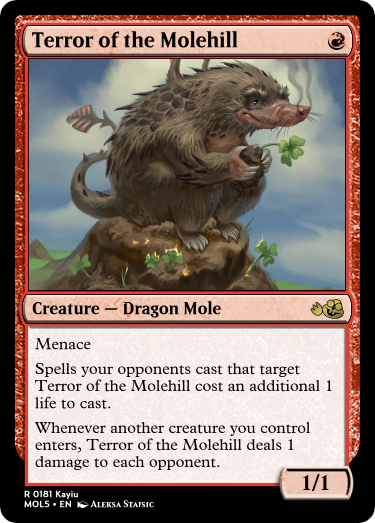 Terror of the Molehill
Creature — Dragon Mole
Menace
Spells your opponents cast that target
Terror of the Molehill cost an additional 1
life to cast.
Whenever another creature you control
enters, Terror of the Molehill deals 1
damage to each opponent.
1/1
R 0181 Kayiu
MOL5 • EN Aleksa Stajsic